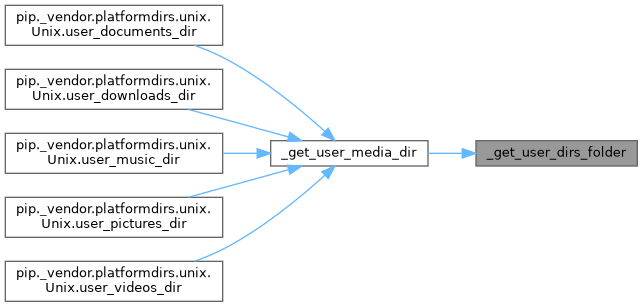 pip._vendor.platformdirs.unix.
Unix.user_documents_dir
pip._vendor.platformdirs.unix.
Unix.user_downloads_dir
pip._vendor.platformdirs.unix.
Unix.user_music_dir
pip._vendor.platformdirs.unix.
Unix.user_pictures_dir
pip._vendor.platformdirs.unix.
Unix.user_videos_dir
_get_user_media_dir
_get_user_dirs_folder